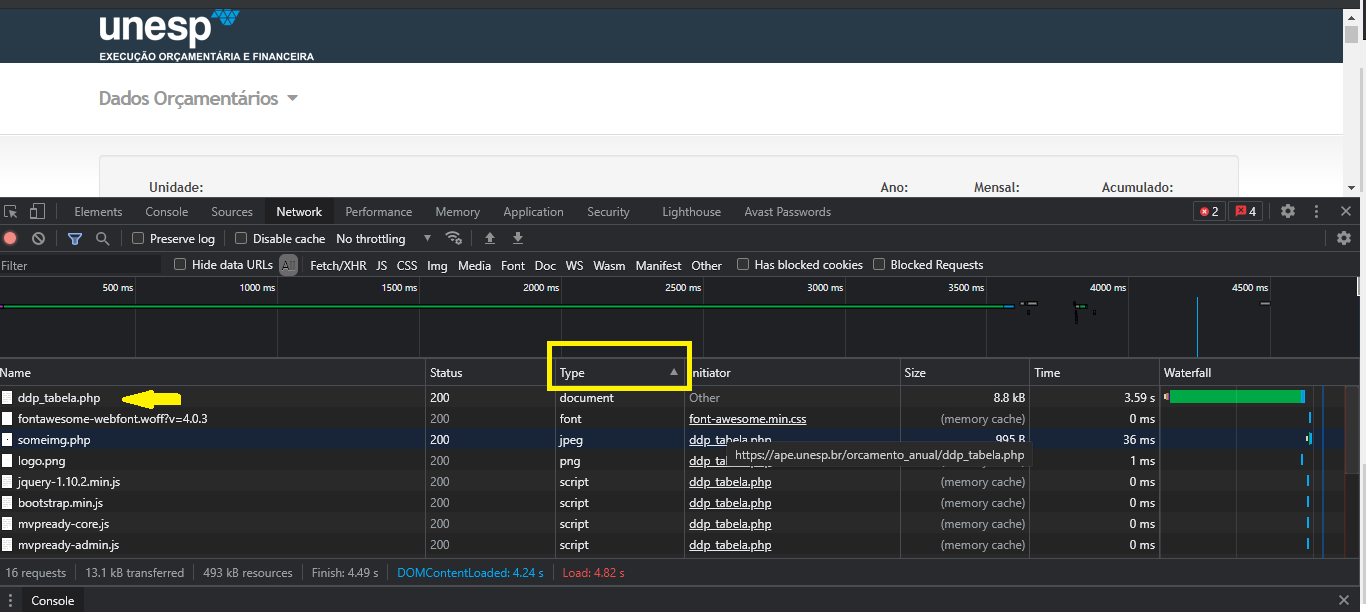 unesp
EXECUÇÃO ORÇAMENTÁRIA E FINANCEIRA
Dados Orçamentários
Unidade: Ano: Mensal: Acumulado:
Elements Console Sources Network Performance Memory Application Security Lighthouse Avast Passwords 2 4
Preserve log Disable cache No throttling
Filter Hide data URLs All Fetch/XHR JS CSS Img Media Font Doc WS Wasm Manifest Other Has blocked cookies Blocked Requests
500 ms 1000 ms 1500 ms 2000 ms 2500 ms 3000 ms 3500 ms 4000 ms 4500 ms
Name Status Type Initiator Size Time Waterfall
ddp_tabela.php 200 document Other 8.8 kB 3.59 s
fontawesome-webfont.woff?v=4.0.3 200 font font-awesome.min.css (memory cache) 0 ms
someimg.php 200 jpeg ddp_tabela.php 995 B 36 ms
https://ape.unesp.br/orcamento_anual/ddp_tabela.php
logo.png 200 png 1 ms
jquery-1.10.2.min.js 200 script ddp_tabela.php (memory cache) 0 ms
bootstrap.min.js 200 script ddp_tabela.php (memory cache) 0 ms
mvpready-core.js 200 script ddp_tabela.php (memory cache) 0 ms
mvpready-admin.js 200 script ddp_tabela.php (memory cache) 0 ms
16 requests 13.1 kB transferred 493 kB resources Finish: 4.49 s DOMContentLoaded: 4.24 s Load: 4.82 s
Console